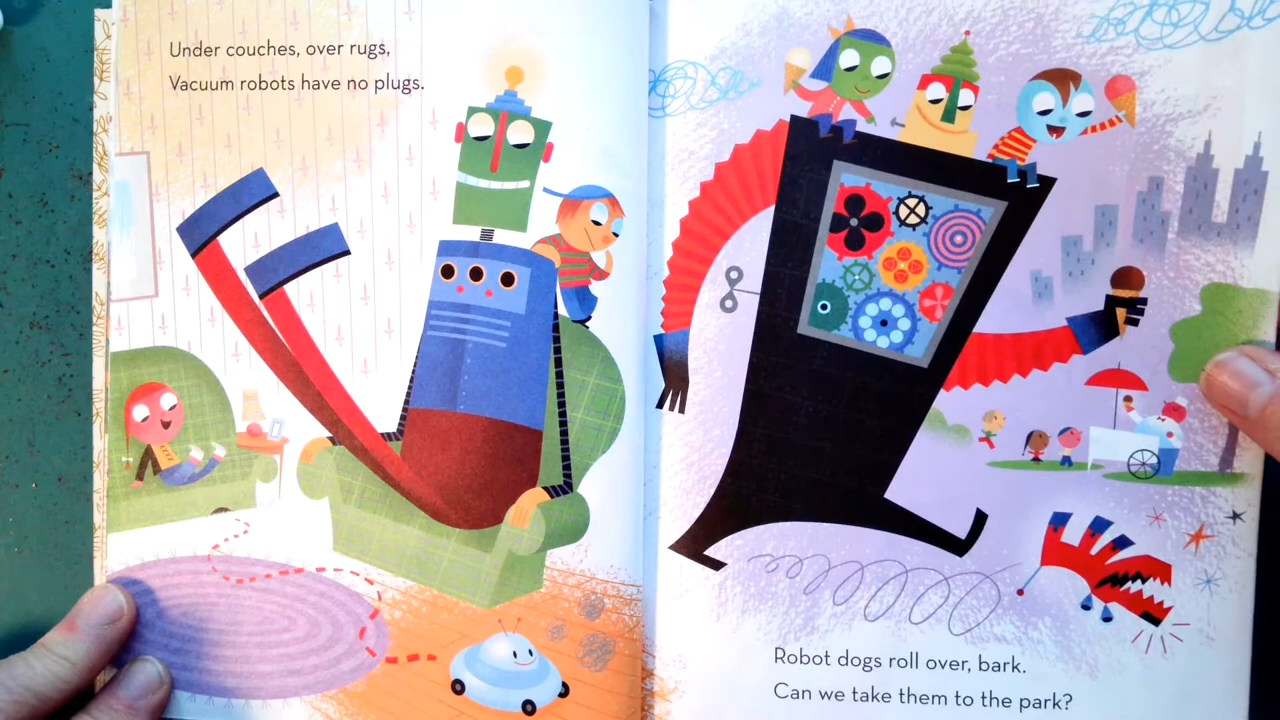 Under couches, over rugs,
Vacuum robots have no plugs.
Robot dogs roll over, bark.
Can we take them to the park?